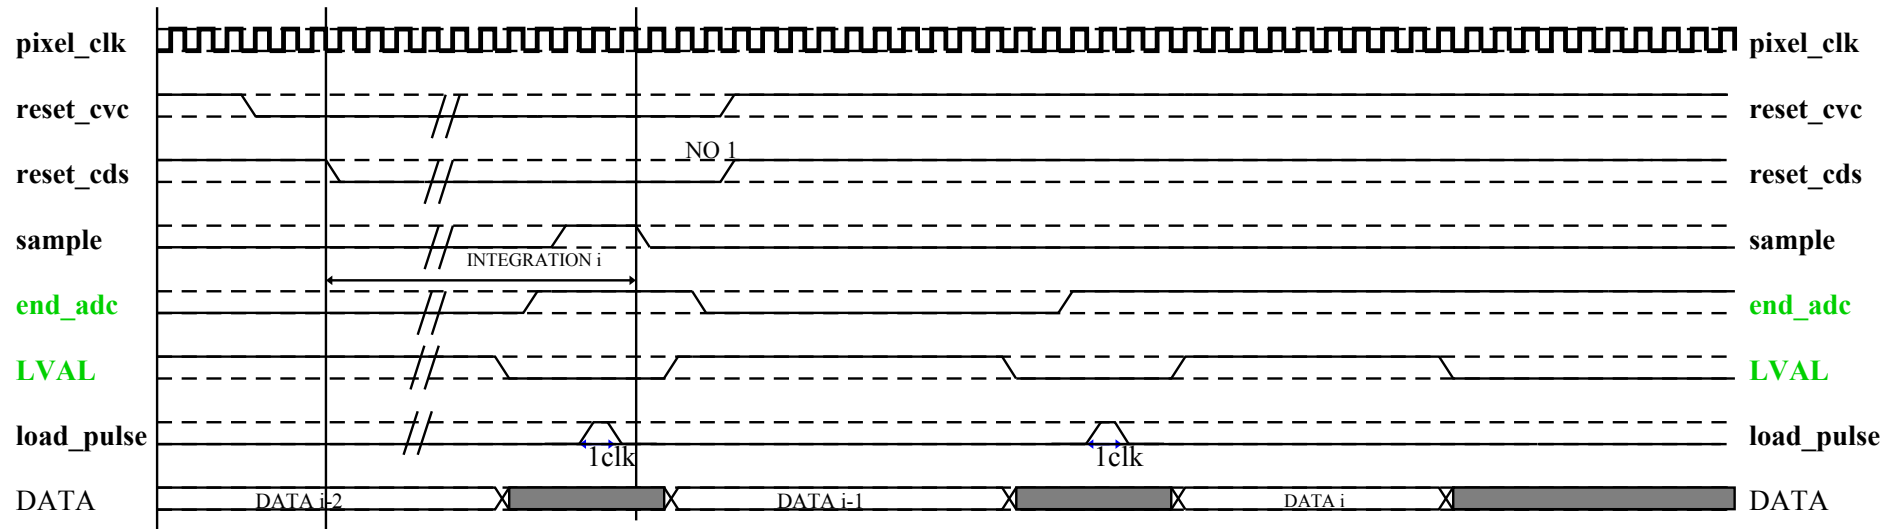 pixel_clk pixel_clk
reset_cvc reset_cvc
NO 1
reset_cds reset_cds
sample sample
INTEGRATION i
end_adc end_adc
LVAL LVAL
load_pulse load_pulse
1clk 1clk
DATA DATA i-2 DATA i-1 DATA i DATA